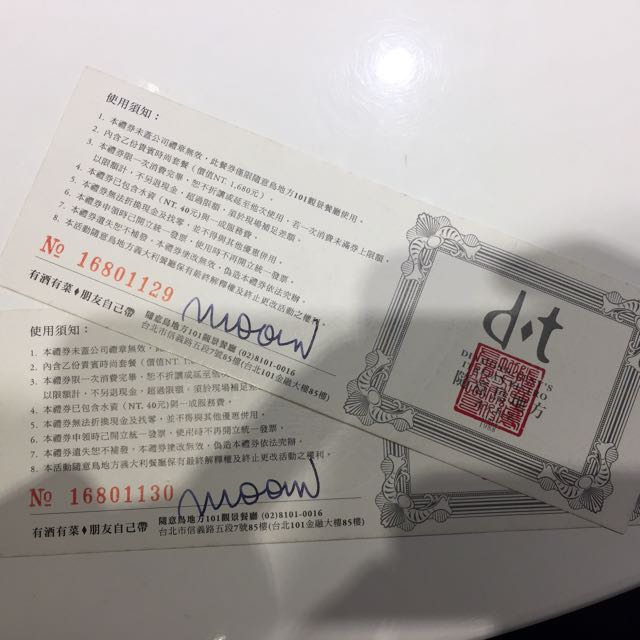 使用須知：
1. 本禮券未蓋公司禮章無效，此餐券僅限隨意鳥地方101觀景餐廳使用。
2. 內含乙份貴賓時尚套餐（價值NT. 1,680元）。
3. 本禮券限一次消費完畢，恕不折讓或延至他次使用，若一次消費未滿券上限額，
以限額計，不另退現金，超過限額，須於現場補足差額。
4. 本禮券已包含水資(NT. 40元)與一成服務費。
5. 本禮券無法折換現金及找零，並不得與其他優惠併用。
6. 本禮券申領時已開立統一發票，使用時不再開立統一發票。
7. 本禮券遺失恕不補發，本禮券塗改無效，偽造本禮券依法究辦。
8. 本活動隨意鳥地方義大利餐廳保有最終解釋權及終止更改活動之權利。
№ 16801129
moon
有酒有菜♦朋友自己帶
隨意鳥地方101觀景餐廳 (02)8101-0016
台北市信義路五段7號85樓(台北101金融大樓85樓)
d·t
1988
使用須知：
1. 本禮券未蓋公司禮章無效，此
2. 內含乙份貴賓時尚套餐（價值NT. 1,
3. 本禮券限一次消費完畢，恕不折讓或延至
以限額計，不另退現金，超過限額，須於現場補足
4. 本禮券已包含水資(NT. 40元)與一成服務費。
5. 本禮券無法折換現金及找零，並不得與其他優惠併用。
6. 本禮券申領時已開立統一發票，使用時不再開立統一發票。
7. 本禮券遺失恕不補發，本禮券塗改無效，偽造本禮券依法究辦。
8. 本活動隨意鳥地方義大利餐廳保有最終解釋權及終止更改活動之權利。
№ 16801130
moon
有酒有菜♦朋友自己帶
隨意鳥地方101觀景餐廳 (02)8101-0016
台北市信義路五段7號85樓(台北101金融大樓85樓)